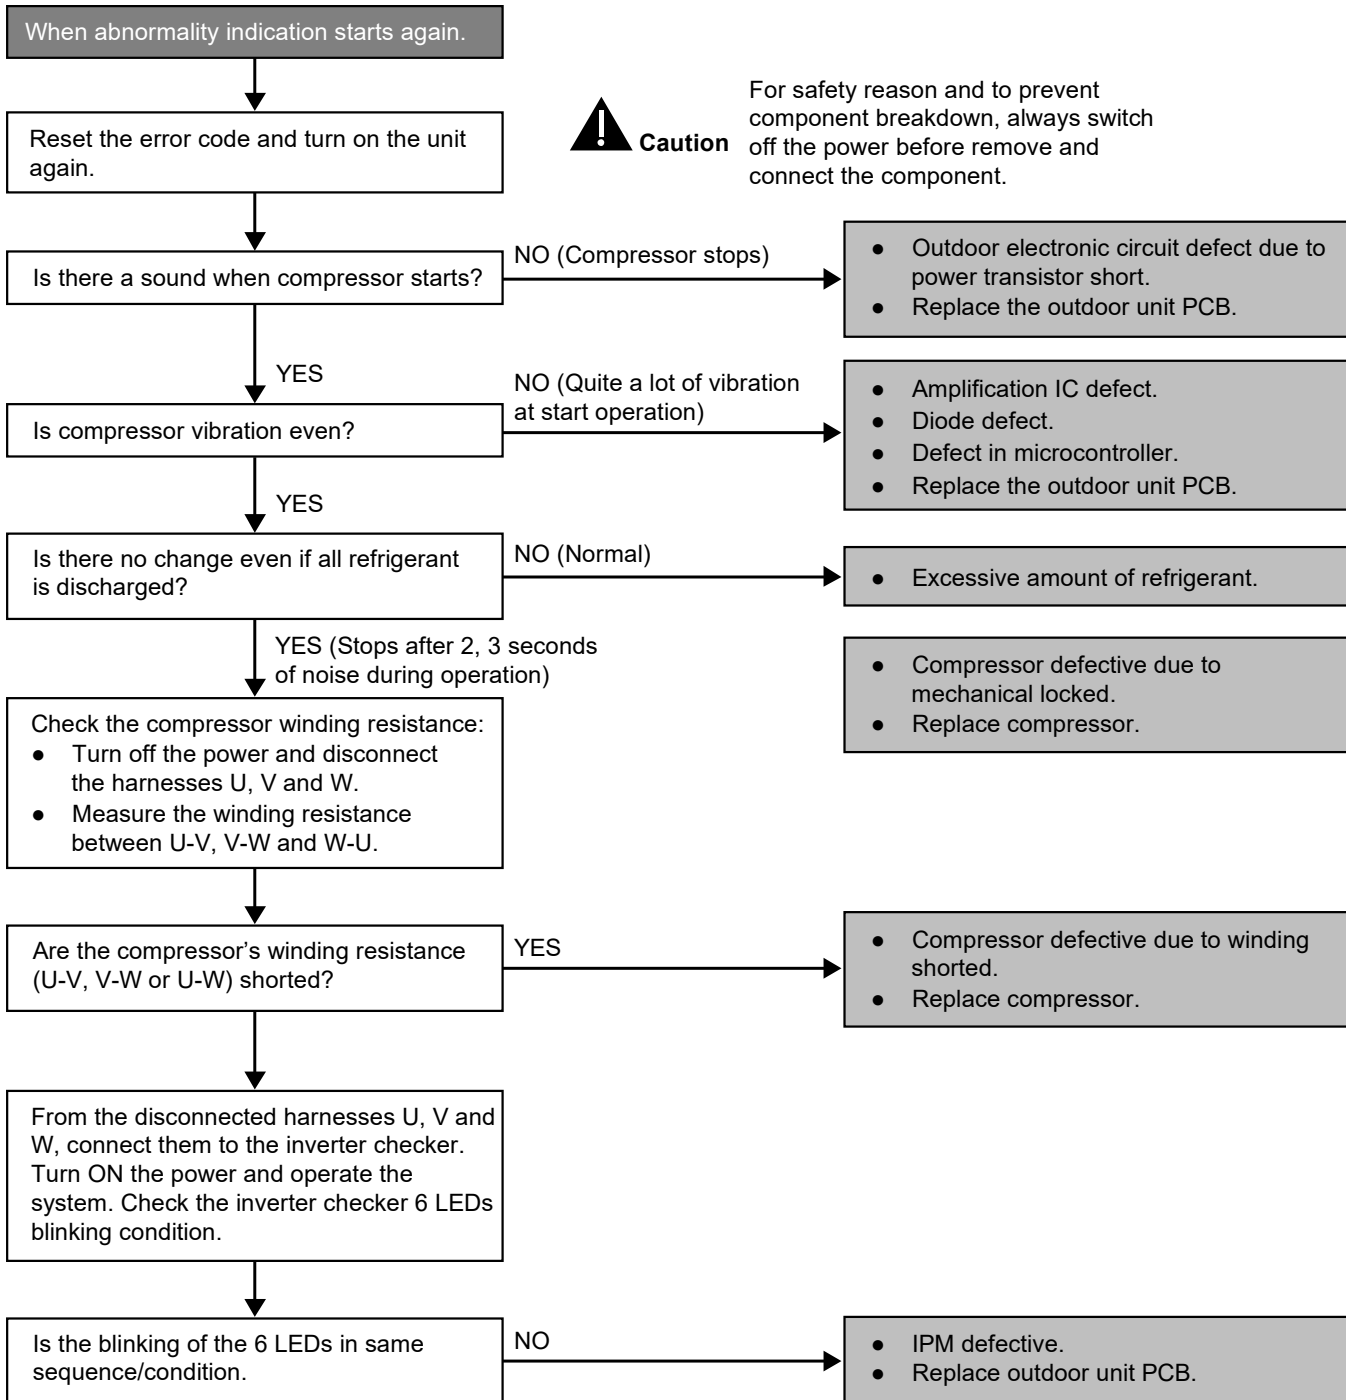 When abnormality indication starts again.
Reset the error code and turn on the unit
again.
Caution
For safety reason and to prevent
component breakdown, always switch
off the power before remove and
connect the component.
Is there a sound when compressor starts?
NO (Compressor stops)
● Outdoor electronic circuit defect due to
power transistor short.
● Replace the outdoor unit PCB.
YES
Is compressor vibration even?
NO (Quite a lot of vibration
at start operation)
● Amplification IC defect.
● Diode defect.
● Defect in microcontroller.
● Replace the outdoor unit PCB.
YES
Is there no change even if all refrigerant
is discharged?
NO (Normal)
● Excessive amount of refrigerant.
YES (Stops after 2, 3 seconds
of noise during operation)
● Compressor defective due to
mechanical locked.
● Replace compressor.
Check the compressor winding resistance:
● Turn off the power and disconnect
the harnesses U, V and W.
● Measure the winding resistance
between U-V, V-W and W-U.
Are the compressor’s winding resistance
(U-V, V-W or U-W) shorted?
YES
● Compressor defective due to winding
shorted.
● Replace compressor.
From the disconnected harnesses U, V and
W, connect them to the inverter checker.
Turn ON the power and operate the
system. Check the inverter checker 6 LEDs
blinking condition.
Is the blinking of the 6 LEDs in same
sequence/condition.
NO
● IPM defective.
● Replace outdoor unit PCB.